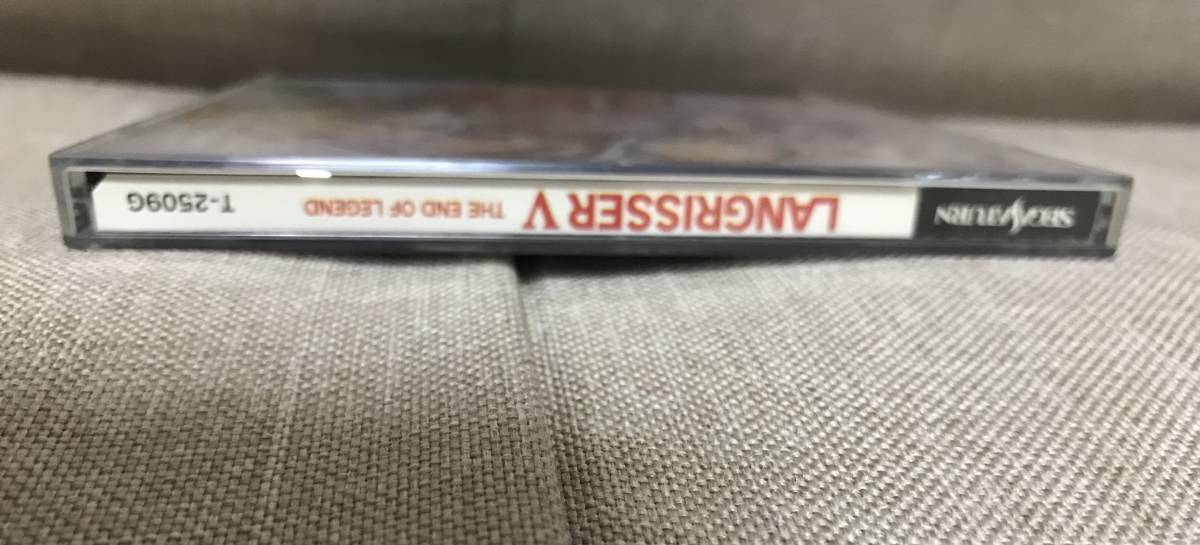 SEGA SATURN
LANGRISSER V THE END OF LEGEND
T-2509G